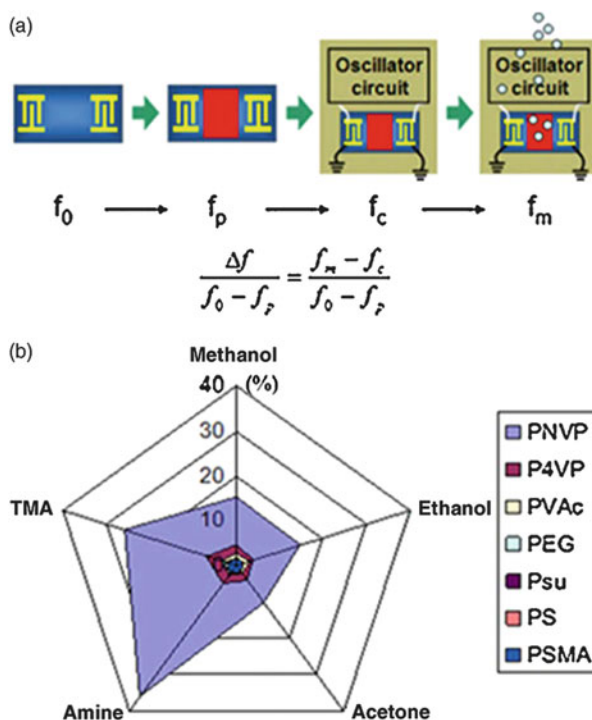 (a)
Oscillator circuit
Oscillator circuit
f0 fp fc fm
Δf / f0 − fp = fm − fc / f0 − fp
(b)
Methanol
40 (%)
30
20
10
TMA
Ethanol
Amine
Acetone
PNVP
P4VP
PVAc
PEG
Psu
PS
PSMA